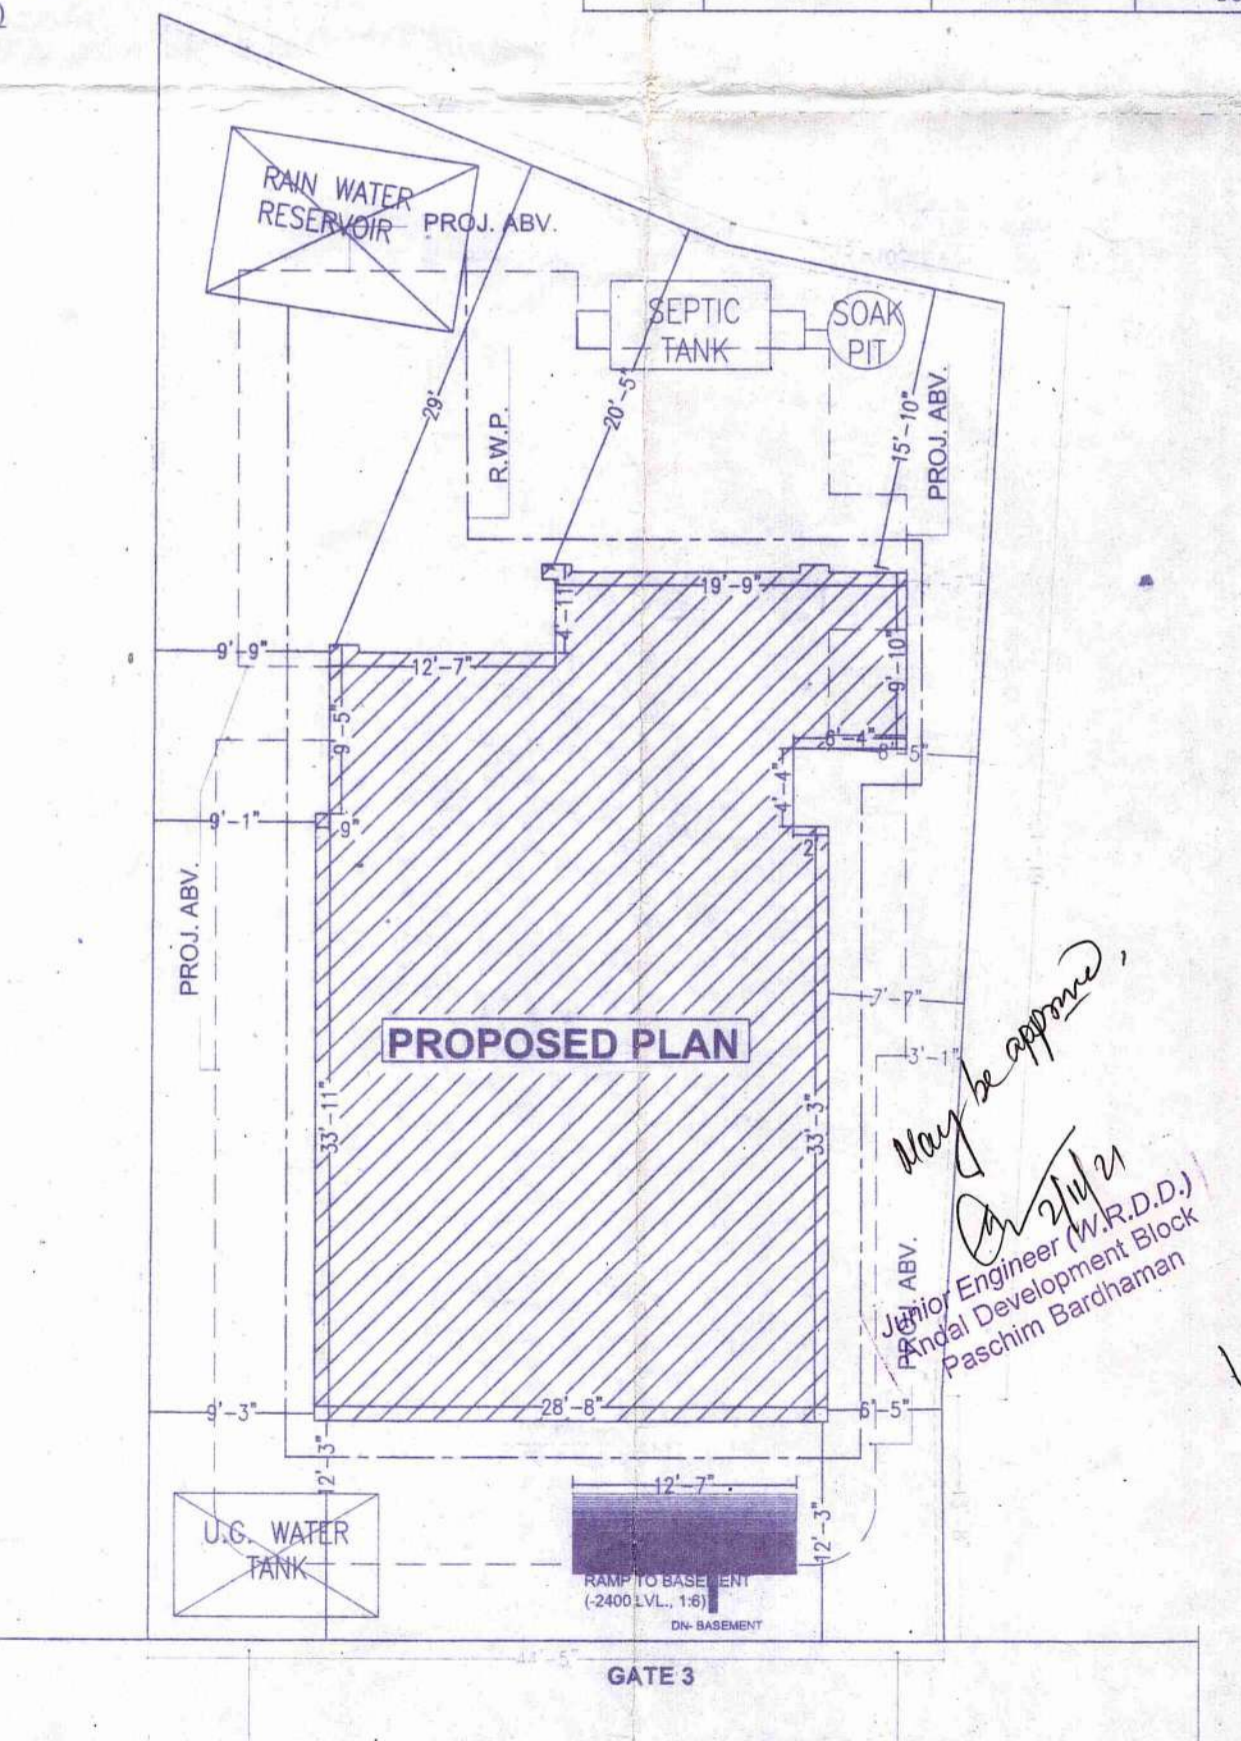 RAIN WATER
RESERVOIR
PROJ. ABV.
SEPTIC
TANK
SOAK
PIT
29'
20'-5"
15'-10"
PROJ. ABV.
R.W.P.
19'-9"
4'-11"
9'-9"
12'-7"
9'-10"
9'-5"
6'-4"
8'-5"
4'-4"
9'-1"
9"
2'
PROJ. ABV.
7'-7"
PROPOSED PLAN
3'-1"
33'-11"
33'-3"
May be approved,
2/11/21
Junior Engineer (W.R.D.D.)
Andal Development Block
Paschim Bardhaman
PROJ. ABV.
9'-3"
28'-8"
6'-5"
12'-3"
12'-7"
12'-3"
U.G. WATER
TANK
RAMP TO BASEMENT
(-2400 LVL., 1:6)
DN- BASEMENT
44'-5"
GATE 3